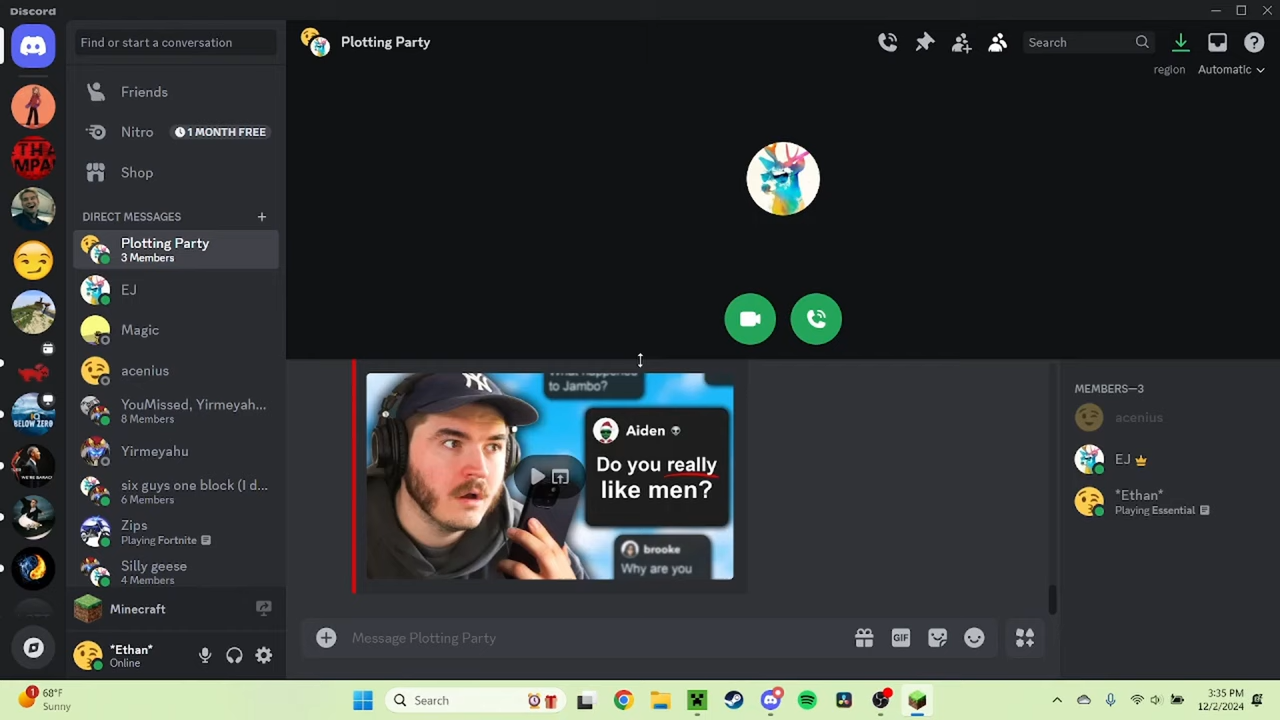 Discord
Find or start a conversation
Friends
Nitro
1 MONTH FREE
Shop
DIRECT MESSAGES
Plotting Party
3 Members
EJ
Magic
acenius
YouMissed, Yirmeyah...
8 Members
Yirmeyahu
six guys one block (I d...
6 Members
Zips
Playing Fortnite
Silly geese
4 Members
Minecraft
*Ethan*
Online
Plotting Party
Search
region
Automatic
to Jambo?
Aiden
Do you really
like men?
brooke
Why are you
Message Plotting Party
GIF
MEMBERS—3
acenius
EJ
*Ethan*
Playing Essential
1
68°F
Sunny
Search
3:35 PM
12/2/2024